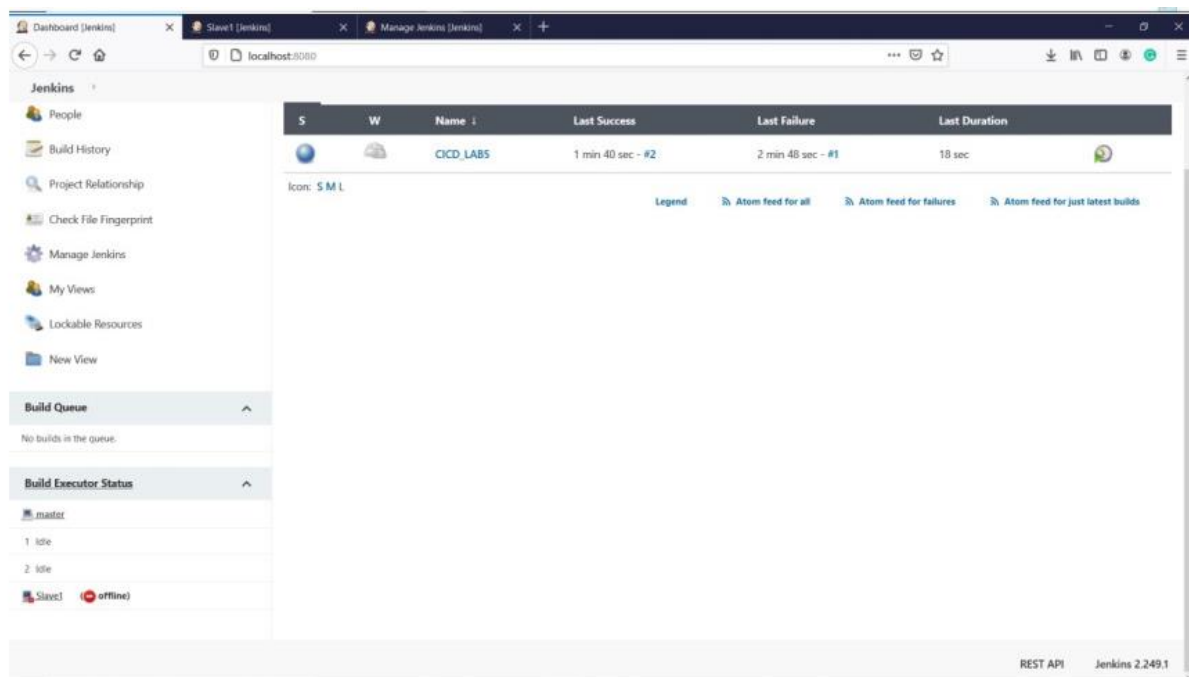 Dashboard [Jenkins]
Slave1 [Jenkins]
Manage Jenkins [Jenkins]
localhost:8080
Jenkins
People
Build History
Project Relationship
Check File Fingerprint
Manage Jenkins
My Views
Lockable Resources
New View
Build Queue
No builds in the queue.
Build Executor Status
master
1 Idle
2 Idle
Slave1 (offline)
S W Name ↓ Last Success Last Failure Last Duration
CICD_LABS 1 min 40 sec - #2 2 min 48 sec - #1 18 sec
Icon: S M L
Legend Atom feed for all Atom feed for failures Atom feed for just latest builds
REST API Jenkins 2.249.1